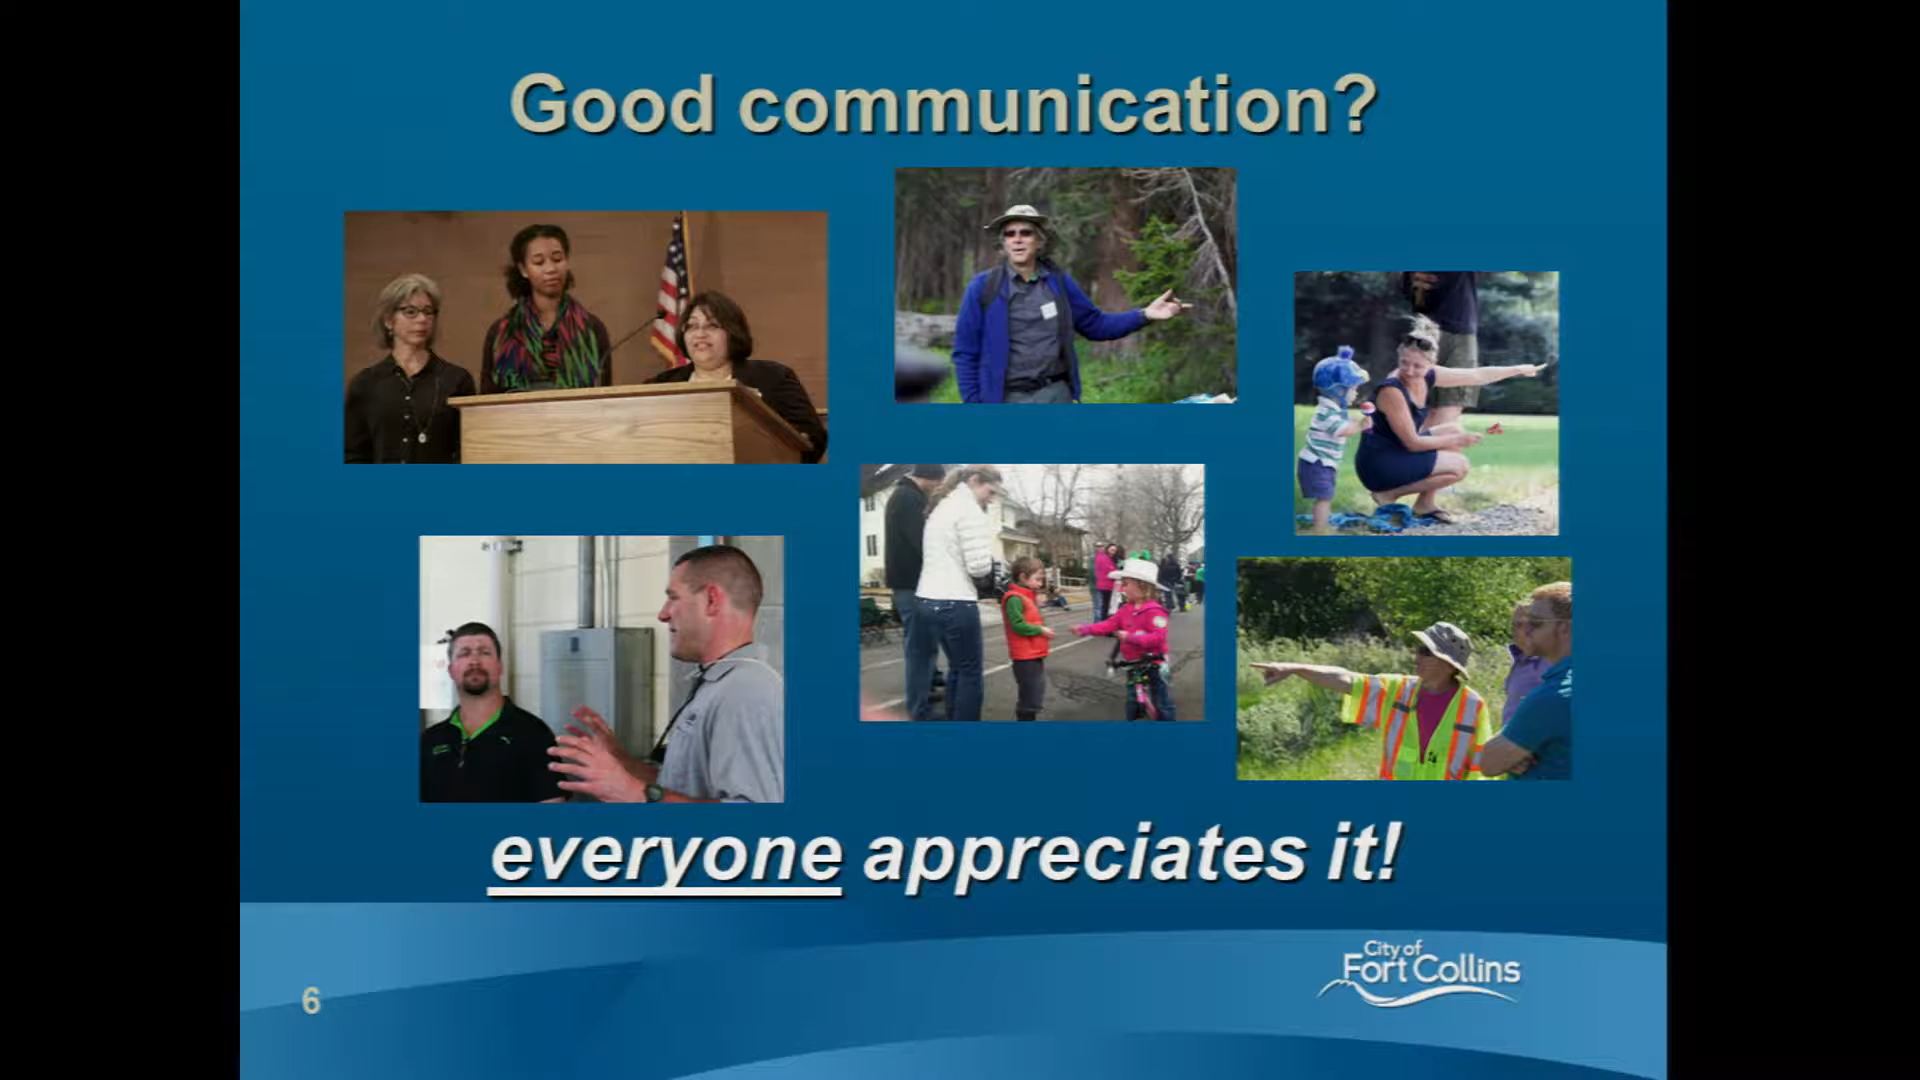 Good communication?
everyone appreciates it!
City of
Fort Collins
6